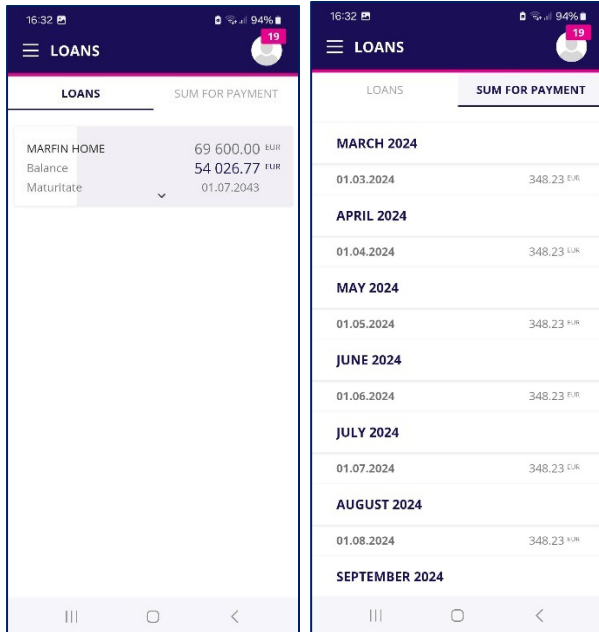 16:32 94%
19
LOANS
LOANS SUM FOR PAYMENT
MARFIN HOME 69 600.00 EUR
Balance 54 026.77 EUR
Maturitate 01.07.2043
16:32 94%
19
LOANS
LOANS SUM FOR PAYMENT
MARCH 2024
01.03.2024 348.23 EUR
APRIL 2024
01.04.2024 348.23 EUR
MAY 2024
01.05.2024 348.23 EUR
JUNE 2024
01.06.2024 348.23 EUR
JULY 2024
01.07.2024 348.23 EUR
AUGUST 2024
01.08.2024 348.23 EUR
SEPTEMBER 2024